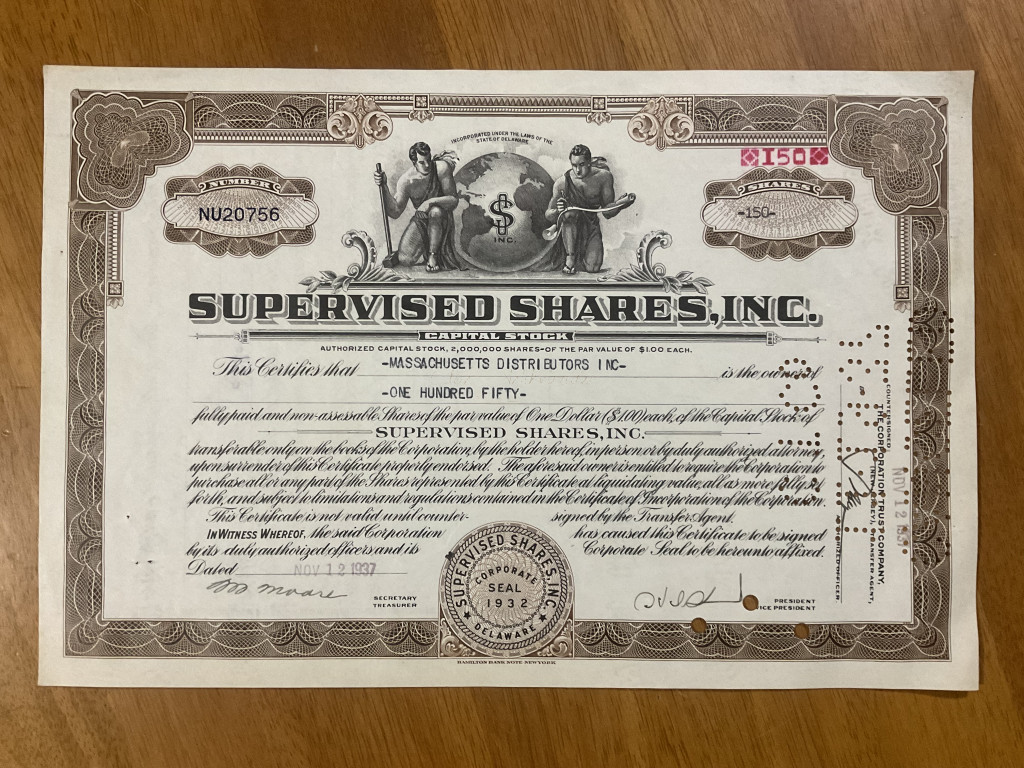 INCORPORATED UNDER THE LAWS OF THE
STATE OF DELAWARE
150
NUMBER
NU20756
SHARES
-150-
$
INC.
SUPERVISED SHARES, INC.
CAPITAL STOCK
AUTHORIZED CAPITAL STOCK, 2,000,000 SHARES-OF THE PAR VALUE OF $1.00 EACH.
This Certifies that -MASSACHUSETTS DISTRIBUTORS INC- is the owner of
-ONE HUNDRED FIFTY-
fully paid and non-assessable Shares of the par value of One Dollar ($1.00) each, of the Capital Stock of
SUPERVISED SHARES, INC.
transferable only on the books of the Corporation, by the holder hereof, in person or by duly authorized attorney,
upon surrender of this Certificate properly endorsed. The aforesaid owner is entitled to require the Corporation to
purchase all or any part of the Shares represented by this Certificate at liquidating value, all as more fully set
forth, and subject to limitations and regulations contained in the Certificate of Incorporation of the Corporation.
This Certificate is not valid until countersigned by the Transfer Agent.
IN WITNESS WHEREOF, the said Corporation has caused this Certificate to be signed
by its duly authorized officers and its Corporate Seal to be hereunto affixed.
Dated NOV 12 1937
M Moore
SECRETARY
TREASURER
SUPERVISED SHARES, INC.
CORPORATE
SEAL
1932
DELAWARE
PRESIDENT
VICE PRESIDENT
HAMILTON BANK NOTE NEW YORK
COUNTERSIGNED
THE CORPORATION TRUST COMPANY,
(NEW JERSEY), TRANSFER AGENT,
AUTHORIZED OFFICER.
NOV 12